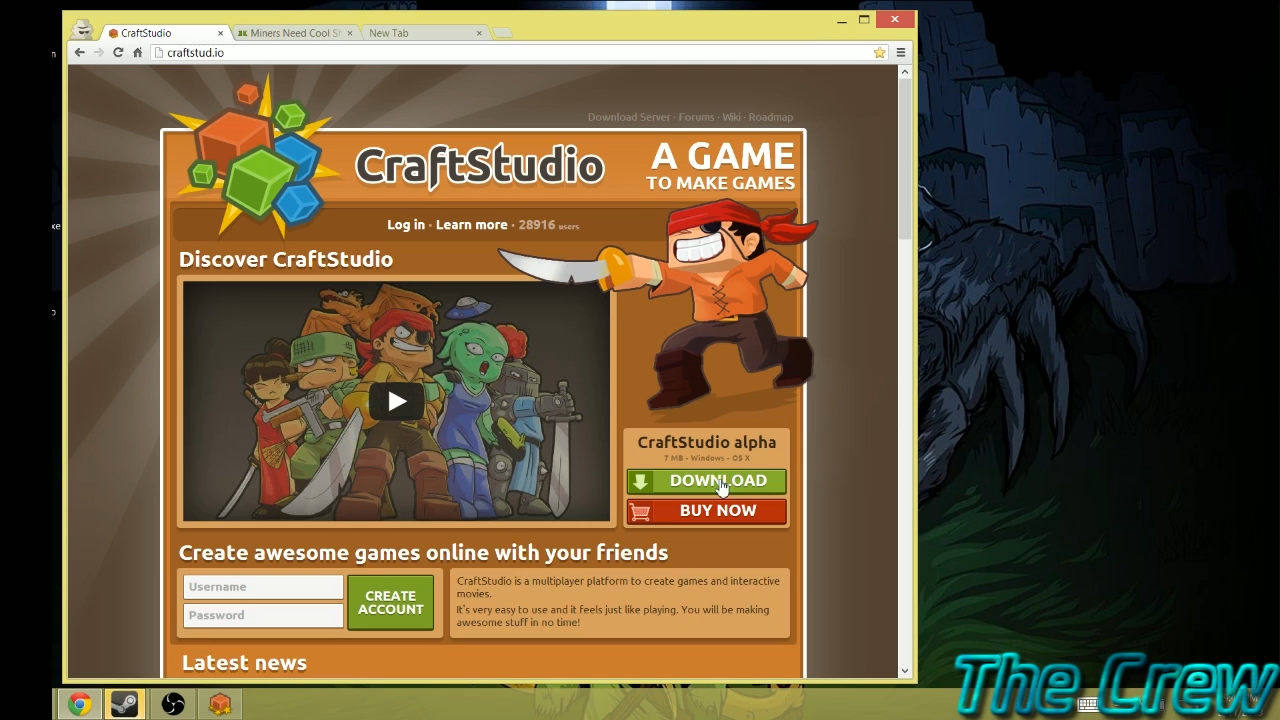 CraftStudio
Miners Need Cool S
New Tab
craftstud.io
Download Server · Forums · Wiki · Roadmap
CraftStudio
A GAME
TO MAKE GAMES
Log in · Learn more · 28916 users
Discover CraftStudio
CraftStudio alpha
7 MB - Windows - OS X
DOWNLOAD
BUY NOW
Create awesome games online with your friends
Username
Password
CREATE
ACCOUNT
CraftStudio is a multiplayer platform to create games and interactive
movies.
It's very easy to use and it feels just like playing. You will be making
awesome stuff in no time!
Latest news
The Crew